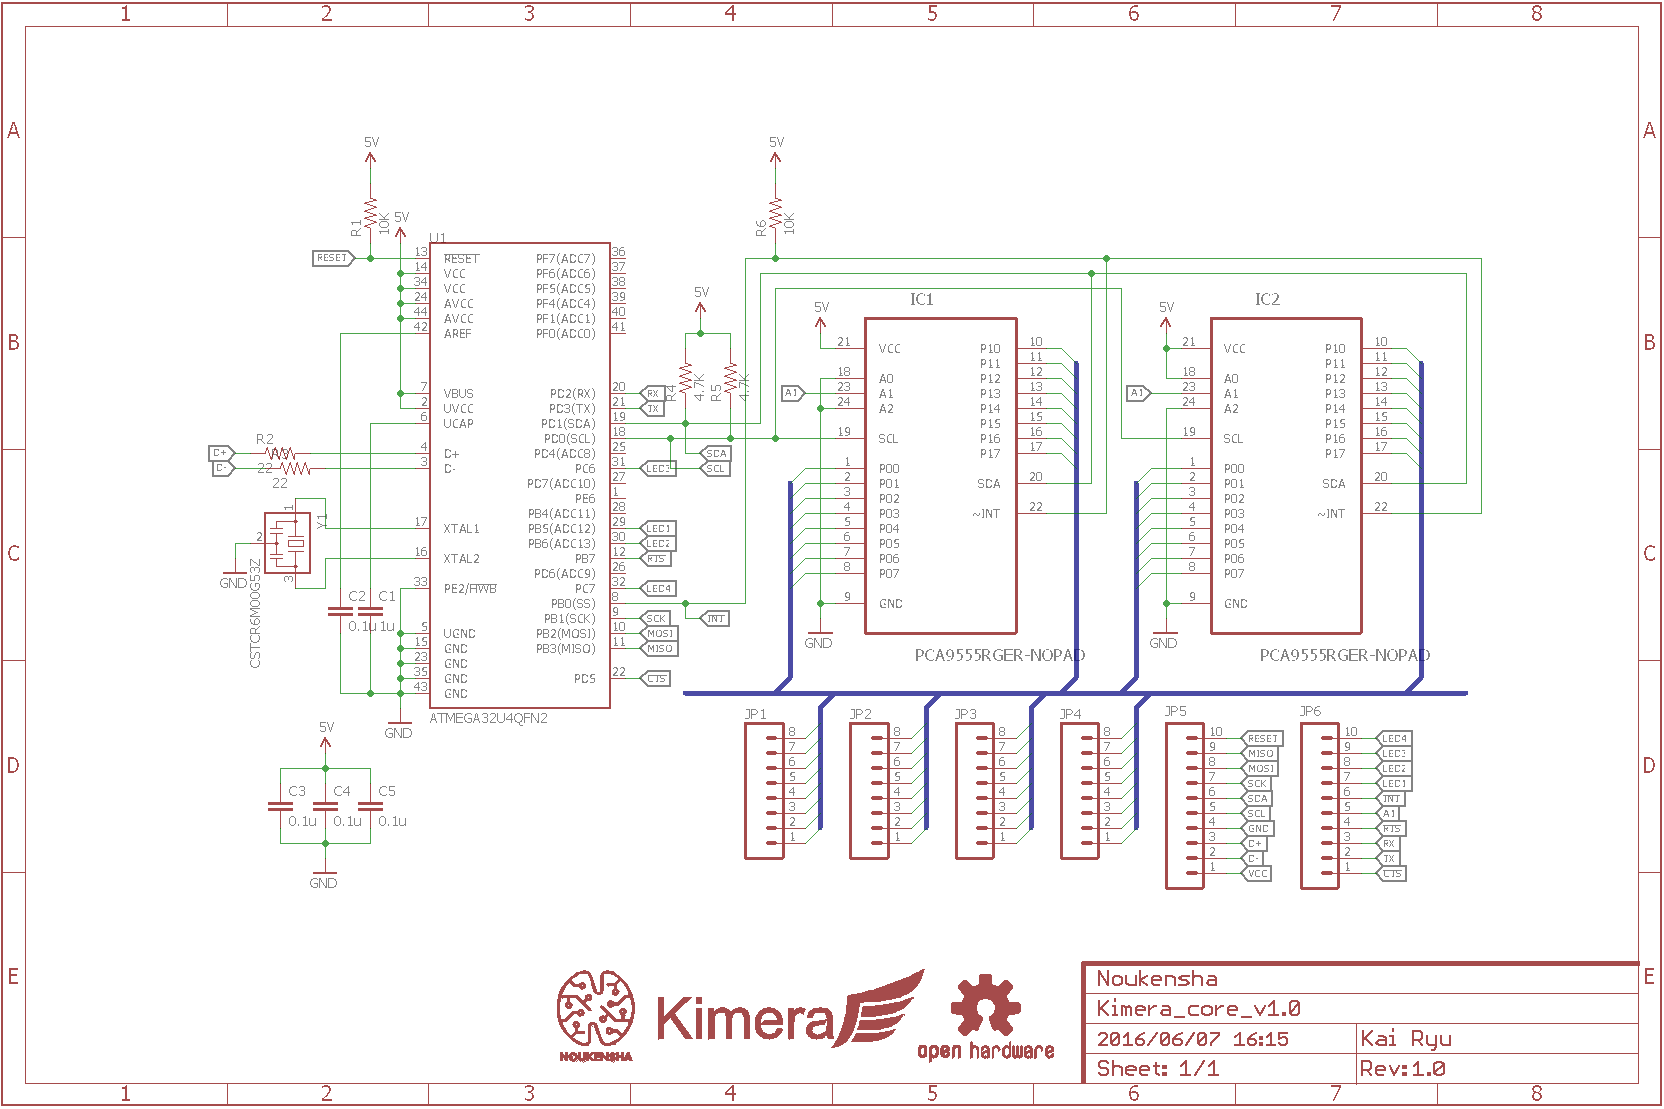 1 2 3 4 5 6 7 8
A A
B B
C C
D D
E E
1 2 3 4 5 6 7 8
5V
R1
10K
5V
RESET
U1
13 RESET
14 VCC
34 VCC
24 AVCC
44 AVCC
42 AREF
7 VBUS
2 UVCC
6 UCAP
4 D+
3 D-
17 XTAL1
16 XTAL2
33 PE2/HWB
5 UGND
15 GND
23 GND
35 GND
43 GND
PF7(ADC7) 36
PF6(ADC6) 37
PF5(ADC5) 38
PF4(ADC4) 39
PF1(ADC1) 40
PF0(ADC0) 41
PD2(RX) 20 RX
PD3(TX) 21 TX
PD1(SDA) 19
PD0(SCL) 18
PD4(ADC8) 25
PC6 31 LED3
PD7(ADC10) 27
PE6 1
PB4(ADC11) 28
PB5(ADC12) 29 LED1
PB6(ADC13) 30 LED2
PB7 12 RTS
PD6(ADC9) 26
PC7 32 LED4
PB0(SS) 8
PB1(SCK) 9 SCK
PB2(MOSI) 10 MOSI
PB3(MISO) 11 MISO
PD5 22 CTS
ATMEGA32U4QFN2
GND
D+
D-
R2
R3
22
22
Y1
1
2
3
GND
CSTCR6M00G53Z
C2
0.1u
C1
1u
5V
C3
0.1u
C4
0.1u
C5
0.1u
GND
5V
R6
10K
5V
R4
4.7K
R5
4.7K
SDA
SCL
INT
IC1
5V
21 VCC
18 A0
A1 23 A1
24 A2
19 SCL
1 P00
2 P01
3 P02
4 P03
5 P04
6 P05
7 P06
8 P07
9 GND
P10 10
P11 11
P12 12
P13 13
P14 14
P15 15
P16 16
P17 17
SDA 20
~INT 22
GND
PCA9555RGER-NOPAD
IC2
5V
21 VCC
18 A0
A1 23 A1
24 A2
19 SCL
1 P00
2 P01
3 P02
4 P03
5 P04
6 P05
7 P06
8 P07
9 GND
P10 10
P11 11
P12 12
P13 13
P14 14
P15 15
P16 16
P17 17
SDA 20
~INT 22
GND
PCA9555RGER-NOPAD
JP1
8
7
6
5
4
3
2
1
JP2
8
7
6
5
4
3
2
1
JP3
8
7
6
5
4
3
2
1
JP4
8
7
6
5
4
3
2
1
JP5
10 RESET
9 MISO
8 MOSI
7 SCK
6 SDA
5 SCL
4 GND
3 D+
2 D-
1 VCC
JP6
10 LED4
9 LED3
8 LED2
7 LED1
6 INT
5 A1
4 RTS
3 RX
2 TX
1 CTS
NOUKENSHA
Kimera
open hardware
Noukensha
Kimera_core_v1.0
2016/06/07 16:15
Kai Ryu
Sheet: 1/1
Rev:1.0